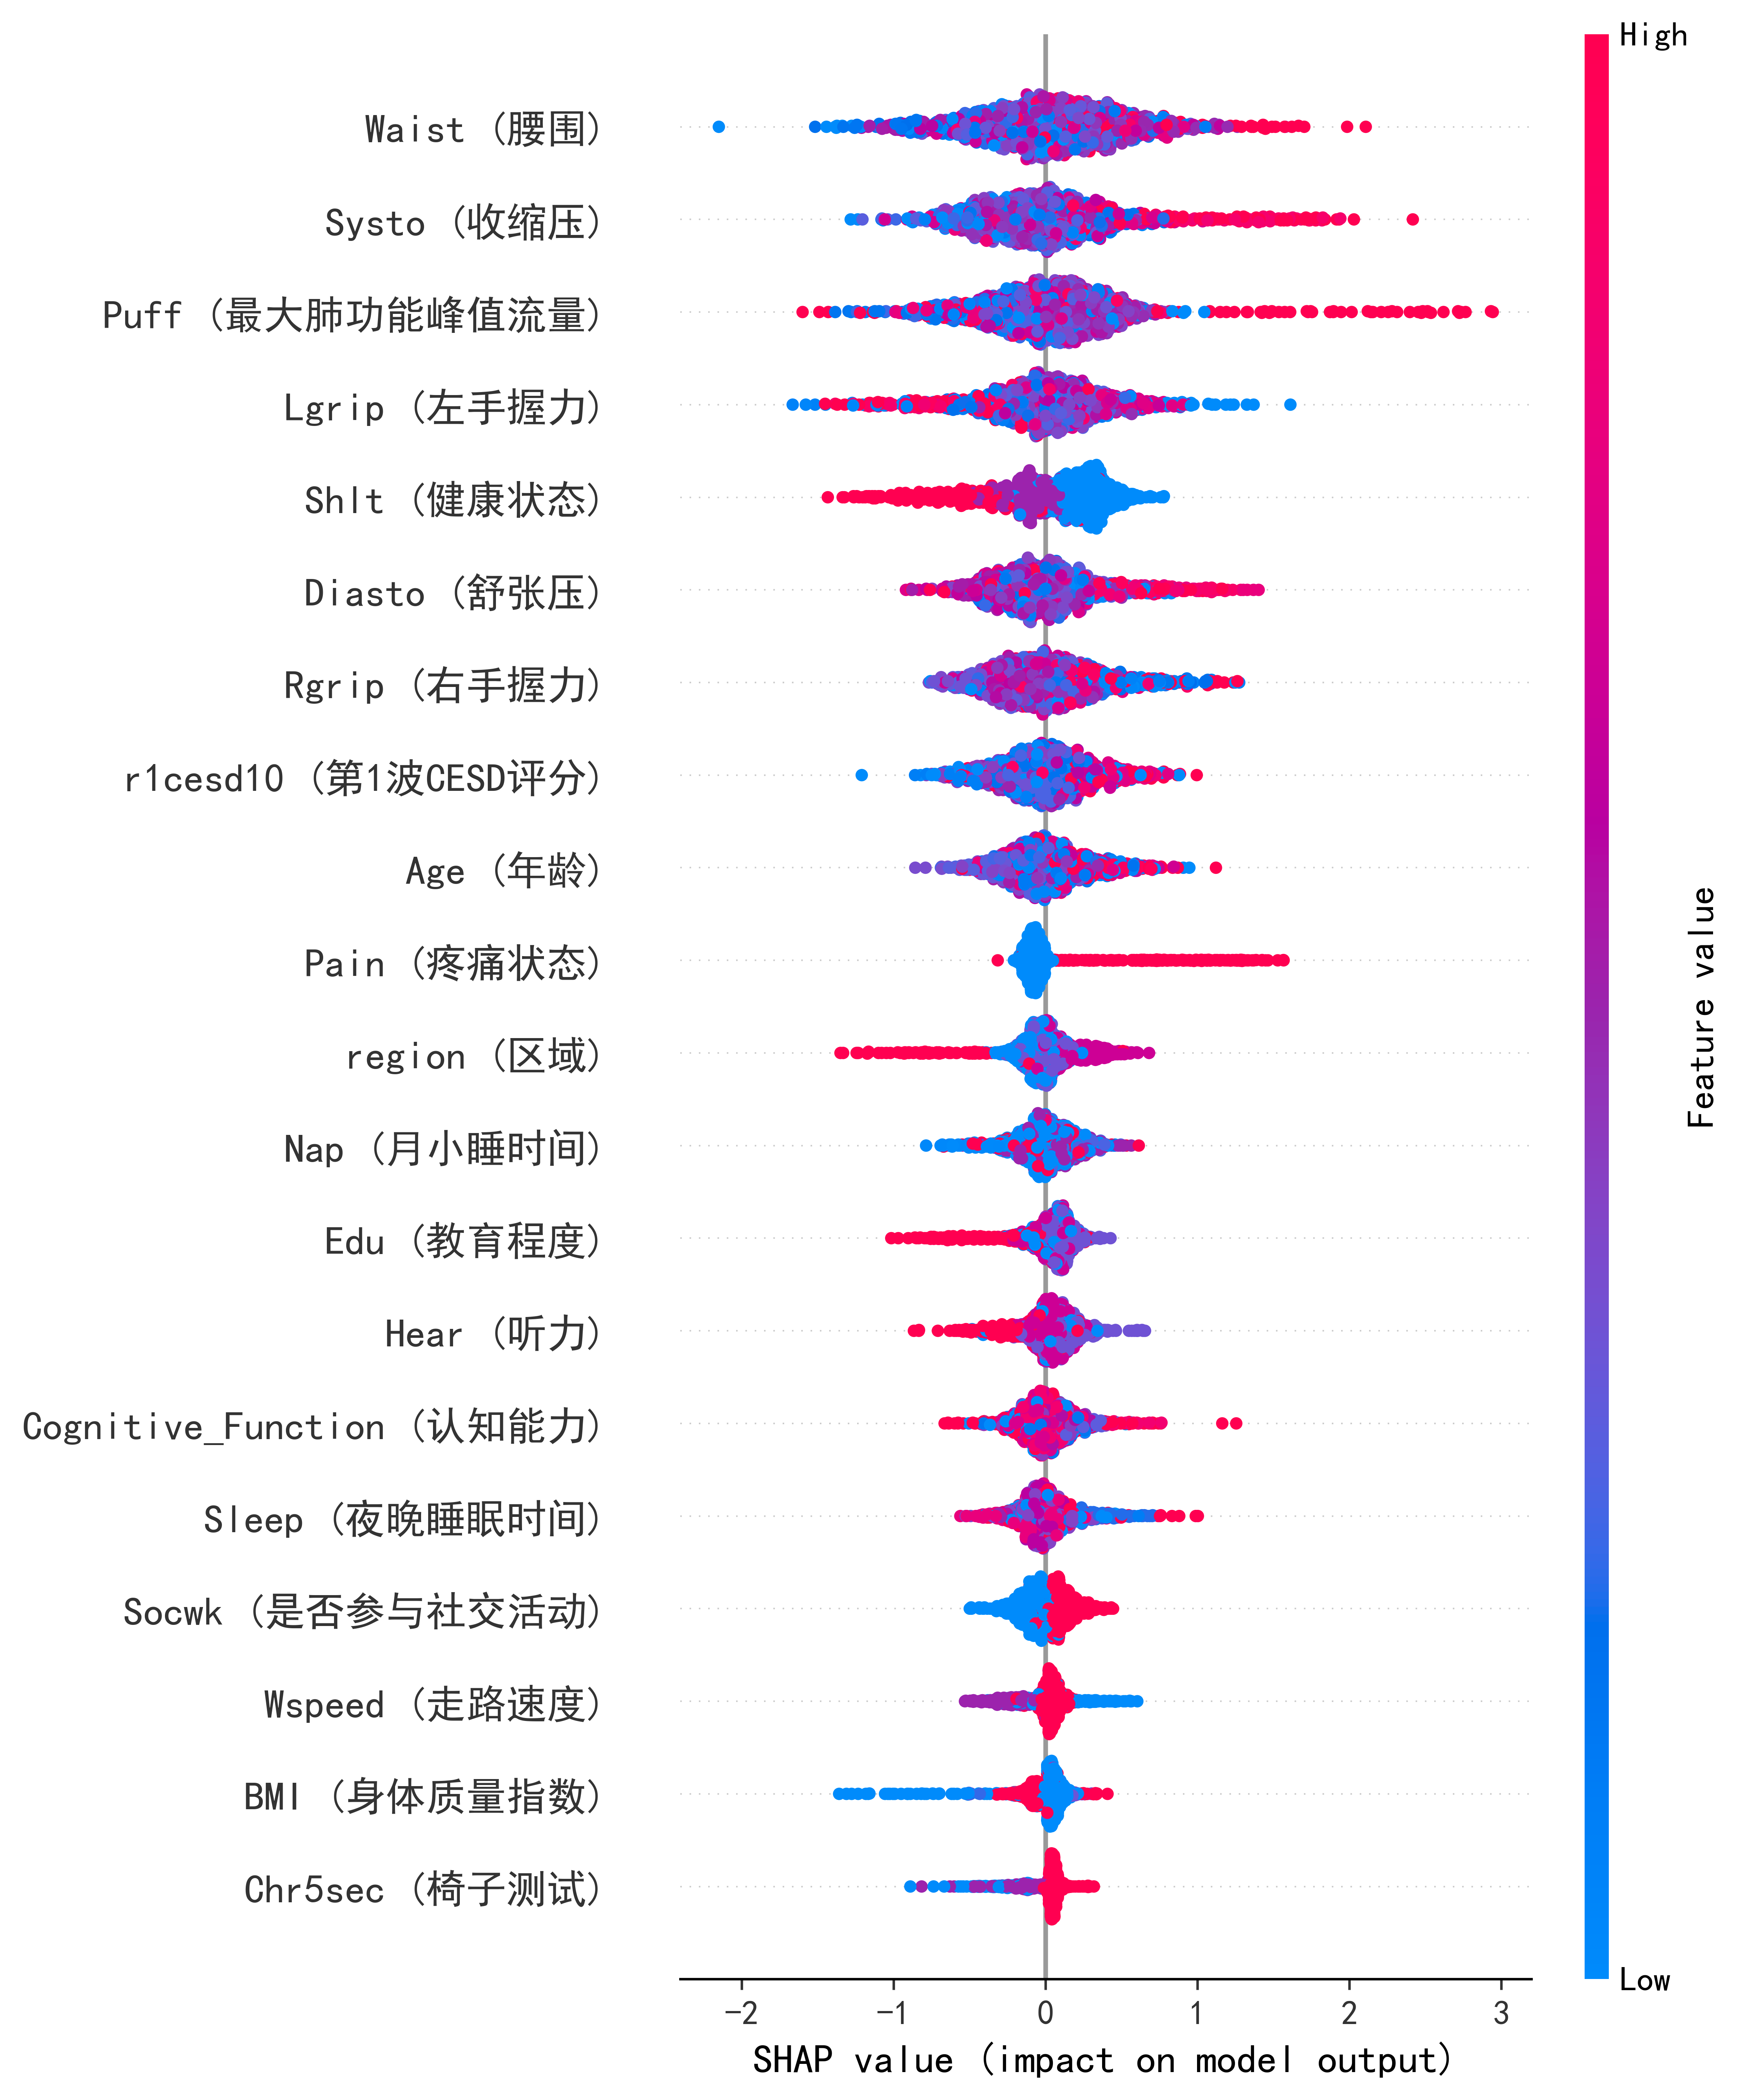 High
Waist (腰围)
Systo (收缩压)
Puff (最大肺功能峰值流量)
Lgrip (左手握力)
Shlt (健康状态)
Diasto (舒张压)
Rgrip (右手握力)
r1cesd10 (第1波CESD评分)
Age (年龄)
Pain (疼痛状态)
region (区域)
Nap (月小睡时间)
Edu (教育程度)
Hear (听力)
Cognitive_Function (认知能力)
Sleep (夜晚睡眠时间)
Socwk (是否参与社交活动)
Wspeed (走路速度)
BMI (身体质量指数)
Chr5sec (椅子测试)
Feature value
Low
−2 −1 0 1 2 3
SHAP value (impact on model output)